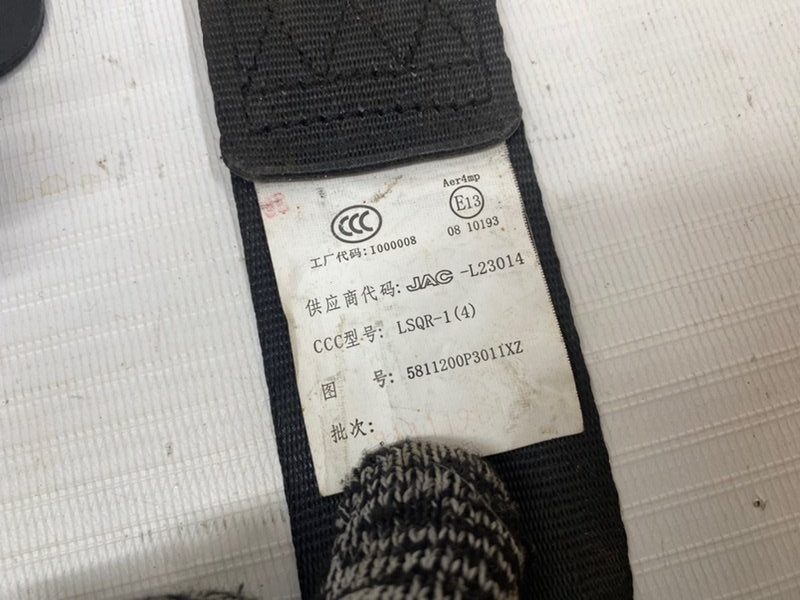 Aer4mp
CCC
E13
08 10193
工厂代码:I000008
供应商代码: JAC -L23014
CCC型号: LSQR-1(4)
图 号: 5811200P3011XZ
批次: